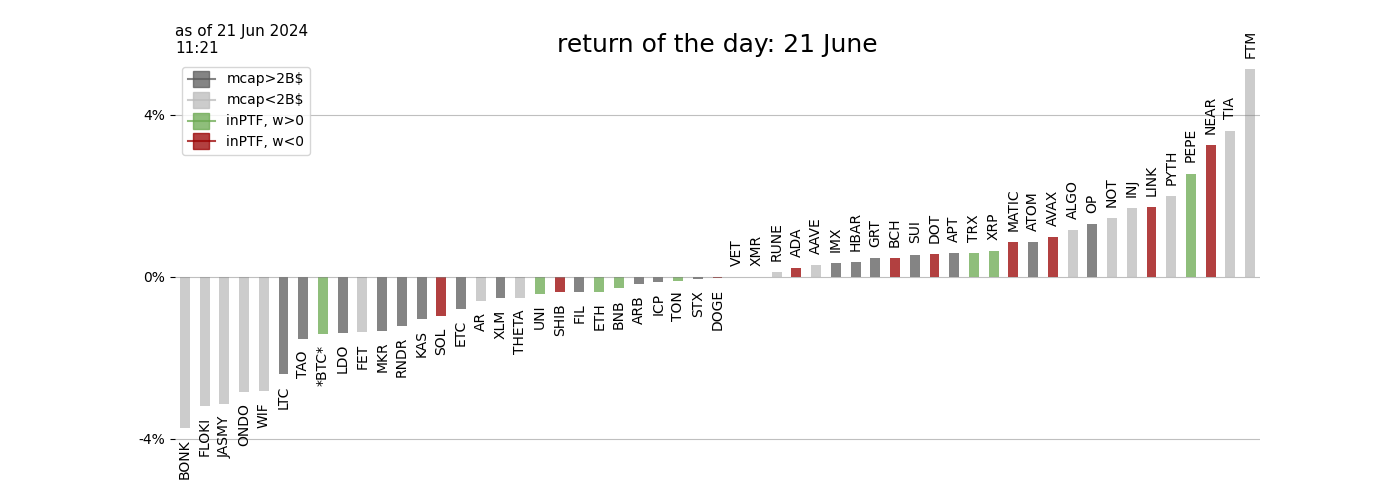 as of 21 Jun 2024
11:21
return of the day: 21 June
mcap>2B$
mcap<2B$
inPTF, w>0
inPTF, w<0
4%
0%
-4%
BONK
FLOKI
JASMY
ONDO
WIF
LTC
TAO
*BTC*
LDO
FET
MKR
RNDR
KAS
SOL
ETC
AR
XLM
THETA
UNI
SHIB
FIL
ETH
BNB
ARB
ICP
TON
STX
DOGE
VET
XMR
RUNE
ADA
AAVE
IMX
HBAR
GRT
BCH
SUI
DOT
APT
TRX
XRP
MATIC
ATOM
AVAX
ALGO
OP
NOT
INJ
LINK
PYTH
PEPE
NEAR
TIA
FTM